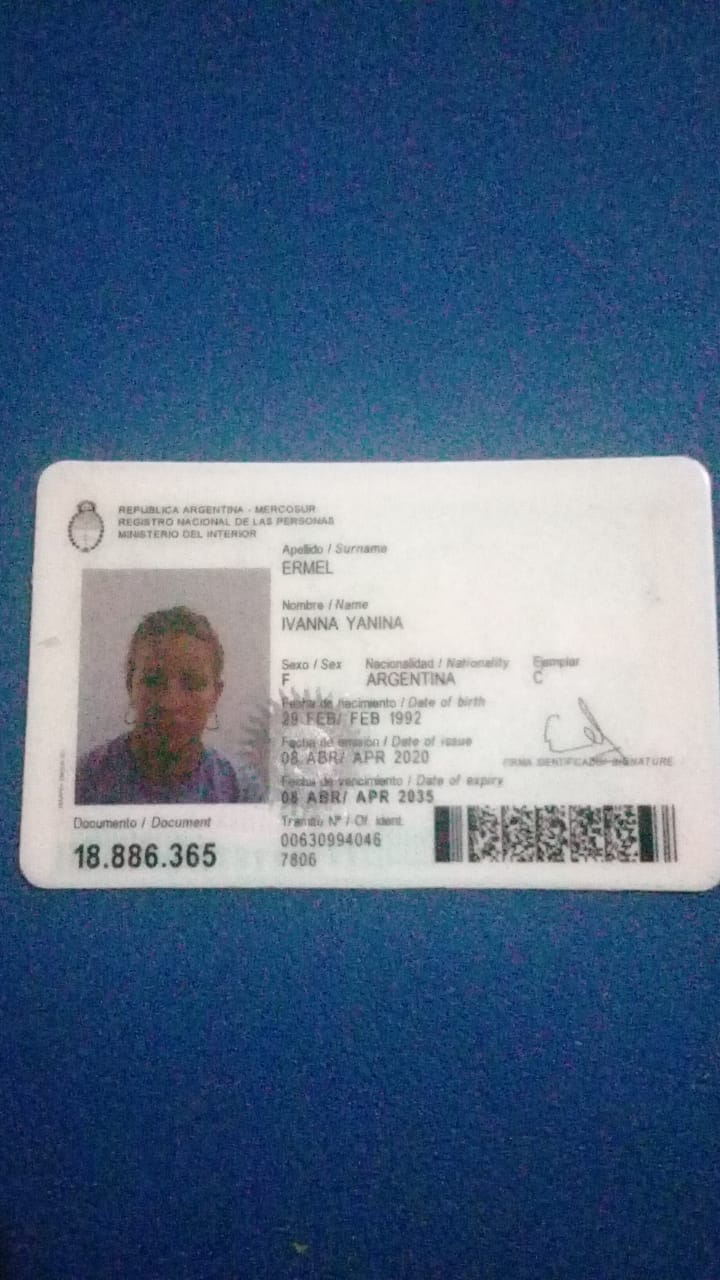 REPUBLICA ARGENTINA - MERCOSUR
REGISTRO NACIONAL DE LAS PERSONAS
MINISTERIO DEL INTERIOR
Apellido / Surname
ERMEL
Nombre / Name
IVANNA YANINA
Sexo / Sex Nacionalidad / Nationality Ejemplar
F ARGENTINA C
Fecha de nacimiento / Date of birth
29 FEB/ FEB 1992
Fecha de emisión / Date of issue
08 ABR/ APR 2020
Fecha de vencimiento / Date of expiry
08 ABR/ APR 2035
FIRMA IDENTIFICADO / SIGNATURE
Documento / Document
18.886.365
Trámite Nº / Of. ident.
00630994046
7806